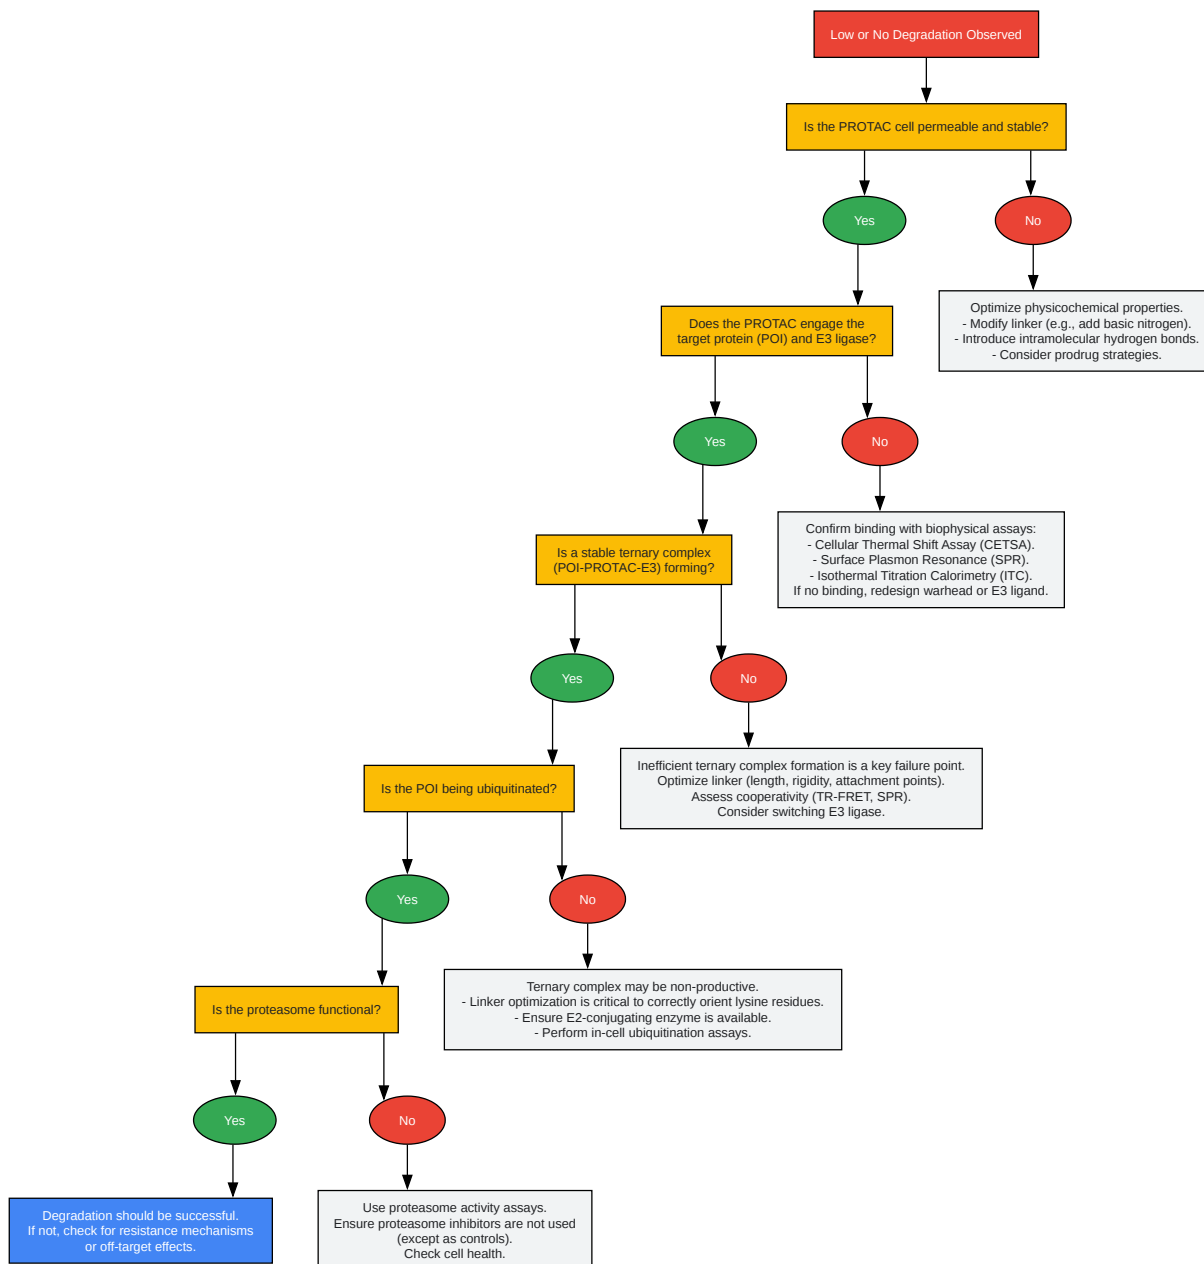 Low or No Degradation Observed
Is the PROTAC cell permeable and stable?
Yes
No
Optimize physicochemical properties.
- Modify linker (e.g., add basic nitrogen).
- Introduce intramolecular hydrogen bonds.
- Consider prodrug strategies.
Does the PROTAC engage the
target protein (POI) and E3 ligase?
Yes
No
Confirm binding with biophysical assays:
- Cellular Thermal Shift Assay (CETSA).
- Surface Plasmon Resonance (SPR).
- Isothermal Titration Calorimetry (ITC).
If no binding, redesign warhead or E3 ligand.
Is a stable ternary complex
(POI-PROTAC-E3) forming?
Yes
No
Inefficient ternary complex formation is a key failure point.
Optimize linker (length, rigidity, attachment points).
Assess cooperativity (TR-FRET, SPR).
Consider switching E3 ligase.
Is the POI being ubiquitinated?
Yes
No
Ternary complex may be non-productive.
- Linker optimization is critical to correctly orient lysine residues.
- Ensure E2-conjugating enzyme is available.
- Perform in-cell ubiquitination assays.
Is the proteasome functional?
Yes
No
Degradation should be successful.
If not, check for resistance mechanisms
or off-target effects.
Use proteasome activity assays.
Ensure proteasome inhibitors are not used
(except as controls).
Check cell health.